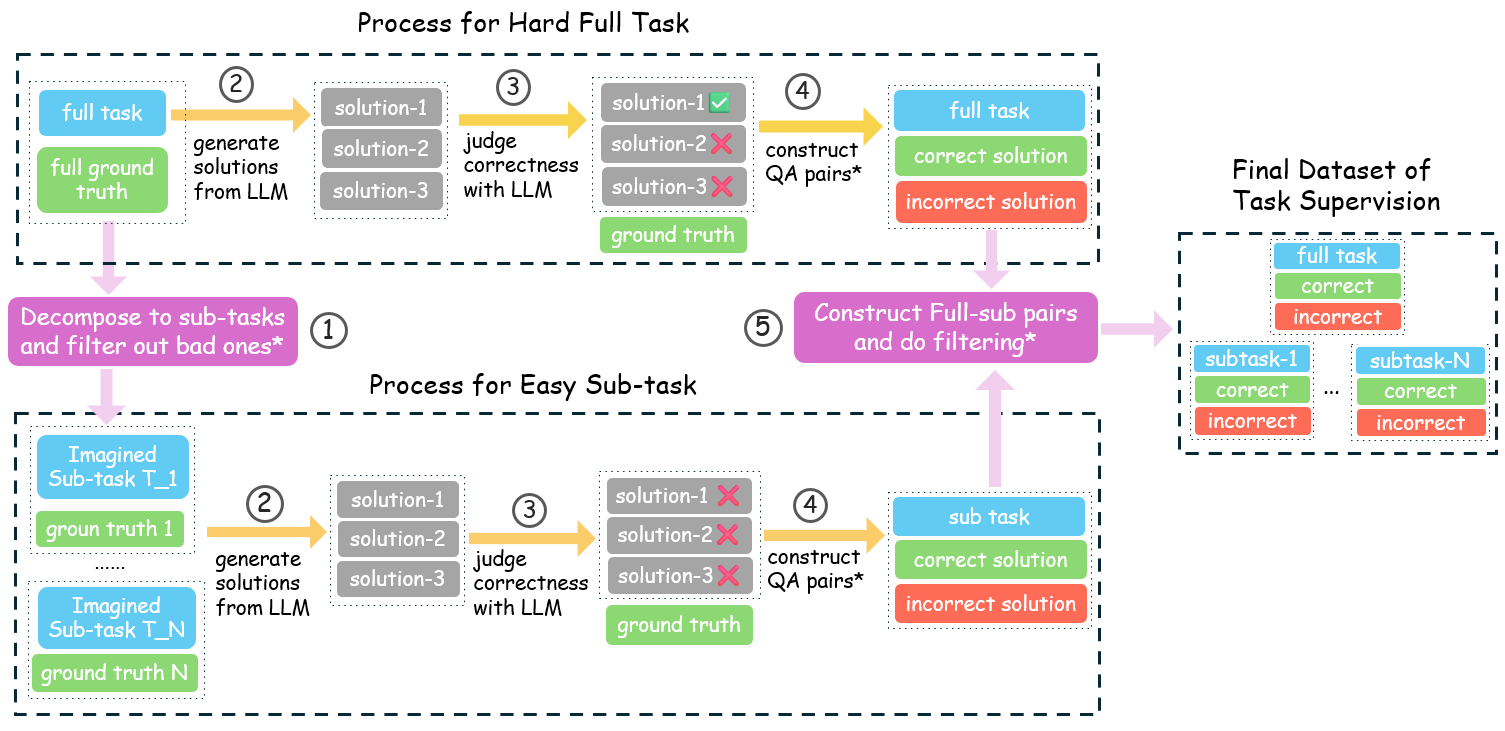 Process for Hard Full Task
full task
full ground
truth
2
generate
solutions
from LLM
solution-1
solution-2
solution-3
3
judge
correctness
with LLM
solution-1 ✅
solution-2 ❌
solution-3 ❌
ground truth
4
construct
QA pairs*
full task
correct solution
incorrect solution
Decompose to sub-tasks
and filter out bad ones*
1
5
Construct Full-sub pairs
and do filtering*
Process for Easy Sub-task
Imagined
Sub-task T_1
groun truth 1
......
Imagined
Sub-task T_N
ground truth N
2
generate
solutions
from LLM
solution-1
solution-2
solution-3
3
judge
correctness
with LLM
solution-1 ❌
solution-2 ❌
solution-3 ❌
ground truth
4
construct
QA pairs*
sub task
correct solution
incorrect solution
Final Dataset of
Task Supervision
full task
correct
incorrect
subtask-1
correct
incorrect
...
subtask-N
correct
incorrect